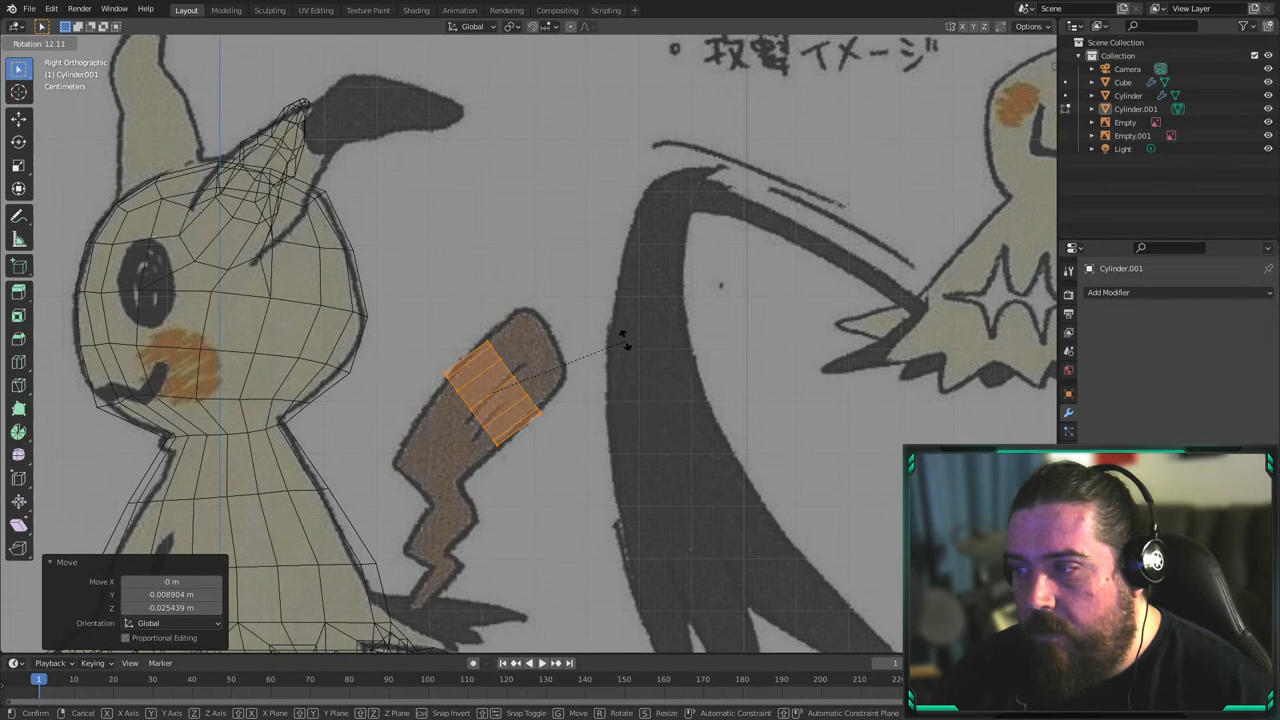 File Edit Render Window Help Layout Modeling Sculpting UV Editing Texture Paint Shading Animation Rendering Compositing Scripting + Scene View Layer
Global X Y Z Options
Rotation: 12.11
Right Orthographic
(1) Cylinder001
Centimeters
攻撃イメージ
Scene Collection
Collection
Camera
Cube
Cylinder
Cylinder.001
Empty
Empty.001
Light
Cylinder.001
Add Modifier
Move
Move X -0 m
Y -0.008904 m
Z -0.025439 m
Orientation Global
Proportional Editing
Playback Keying View Marker 1
1 10 20 30 40 50 60 70 80 90 100 110 120 130 140 150 160 170 180 190 200 210
Confirm Cancel X X Axis Y Y Axis Z Z Axis X X Plane Y Y Plane Z Z Plane Ctrl Snap Invert Snap Toggle G Move R Rotate S Resize Automatic Constraint Automatic Constraint Plane